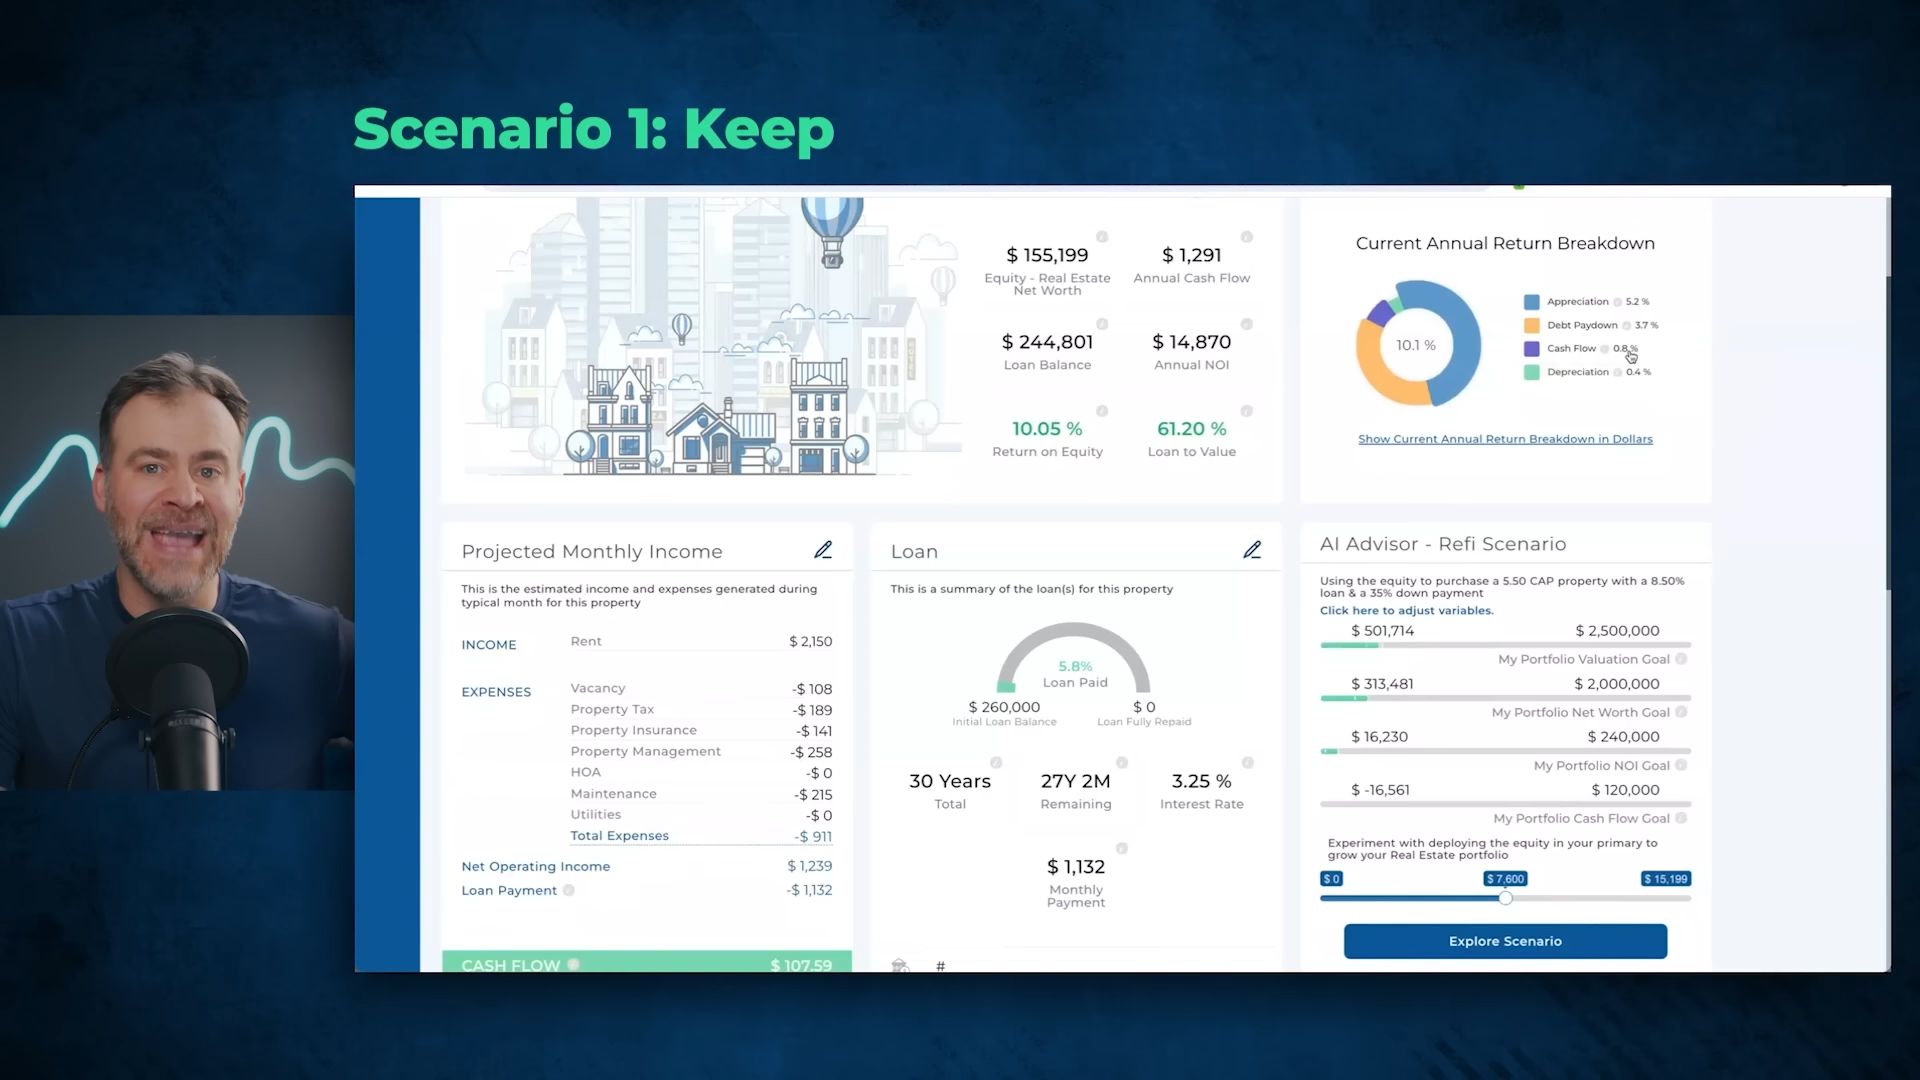 Scenario 1: Keep
$ 155,199
Equity - Real Estate
Net Worth
$ 1,291
Annual Cash Flow
$ 244,801
Loan Balance
$ 14,870
Annual NOI
10.05 %
Return on Equity
61.20 %
Loan to Value
Current Annual Return Breakdown
10.1 %
Appreciation 5.2 %
Debt Paydown 3.7 %
Cash Flow 0.8 %
Depreciation 0.4 %
Show Current Annual Return Breakdown in Dollars
Projected Monthly Income
This is the estimated income and expenses generated during
typical month for this property
INCOME
Rent $ 2,150
EXPENSES
Vacancy -$ 108
Property Tax -$ 189
Property Insurance -$ 141
Property Management -$ 258
HOA -$ 0
Maintenance -$ 215
Utilities -$ 0
Total Expenses -$ 911
Net Operating Income $ 1,239
Loan Payment -$ 1,132
CASH FLOW $ 107.59
Loan
This is a summary of the loan(s) for this property
5.8%
Loan Paid
$ 260,000
Initial Loan Balance
$ 0
Loan Fully Repaid
30 Years
Total
27Y 2M
Remaining
3.25 %
Interest Rate
$ 1,132
Monthly
Payment
#
AI Advisor - Refi Scenario
Using the equity to purchase a 5.50 CAP property with a 8.50%
loan & a 35% down payment
Click here to adjust variables.
$ 501,714 $ 2,500,000
My Portfolio Valuation Goal
$ 313,481 $ 2,000,000
My Portfolio Net Worth Goal
$ 16,230 $ 240,000
My Portfolio NOI Goal
$ -16,561 $ 120,000
My Portfolio Cash Flow Goal
Experiment with deploying the equity in your primary to
grow your Real Estate portfolio
$ 0 $ 7,600 $ 15,199
Explore Scenario